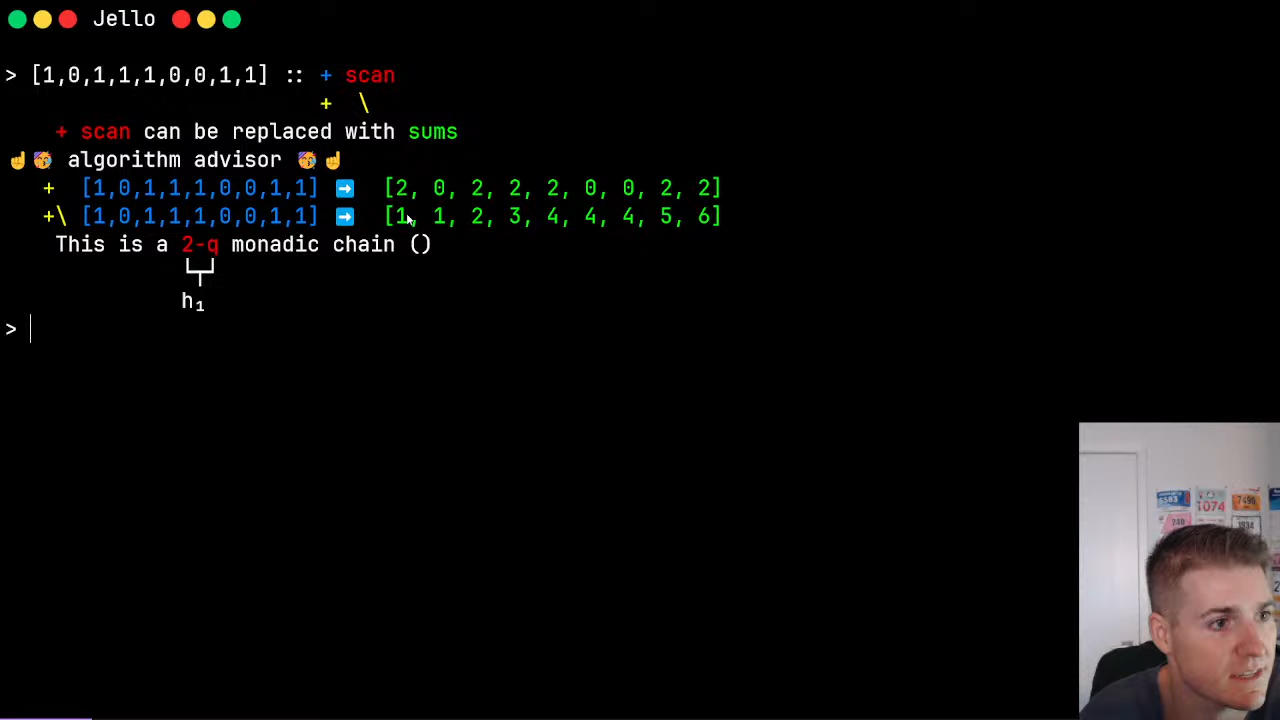 Jello
> [1,0,1,1,1,0,0,1,1] :: + scan
+ \
+ scan can be replaced with sums
☝️🥳 algorithm advisor 🥳☝️
+ [1,0,1,1,1,0,0,1,1] ➡️ [2, 0, 2, 2, 2, 0, 0, 2, 2]
+\ [1,0,1,1,1,0,0,1,1] ➡️ [1, 1, 2, 3, 4, 4, 4, 5, 6]
This is a 2-q monadic chain ()
└┬┘
h₁
>
1074